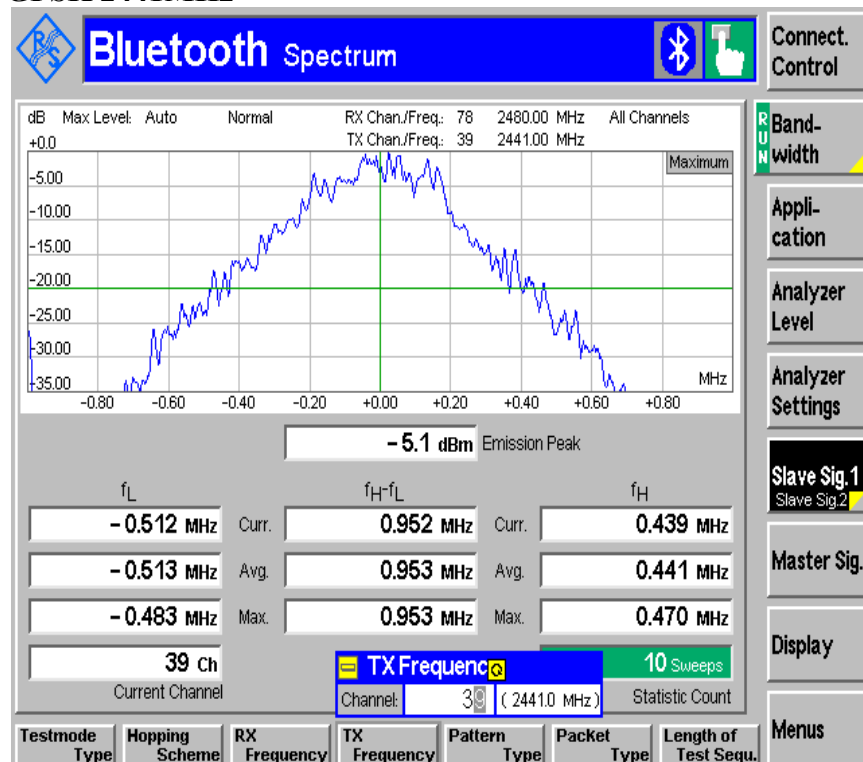 R&S
Bluetooth Spectrum
Connect. Control
dB Max Level: Auto Normal RX Chan./Freq.: 78 2480.00 MHz All Channels
+0.0 TX Chan./Freq.: 39 2441.00 MHz
Maximum
-5.00
-10.00
-15.00
-20.00
-25.00
-30.00
-35.00
MHz
-0.80 -0.60 -0.40 -0.20 +0.00 +0.20 +0.40 +0.60 +0.80
-5.1 dBm Emission Peak
fL fH-fL fH
-0.512 MHz Curr. 0.952 MHz Curr. 0.439 MHz
-0.513 MHz Avg. 0.953 MHz Avg. 0.441 MHz
-0.483 MHz Max. 0.953 MHz Max. 0.470 MHz
39 Ch 10 Sweeps
Current Channel Statistic Count
TX Frequenc
Channel: 39 (2441.0 MHz)
RUN
Band-
width
Appli-
cation
Analyzer
Level
Analyzer
Settings
Slave Sig.1
Slave Sig.2
Master Sig.
Display
Menus
Testmode
Type
Hopping
Scheme
RX
Frequency
TX
Frequency
Pattern
Type
Packet
Type
Length of
Test Sequ.